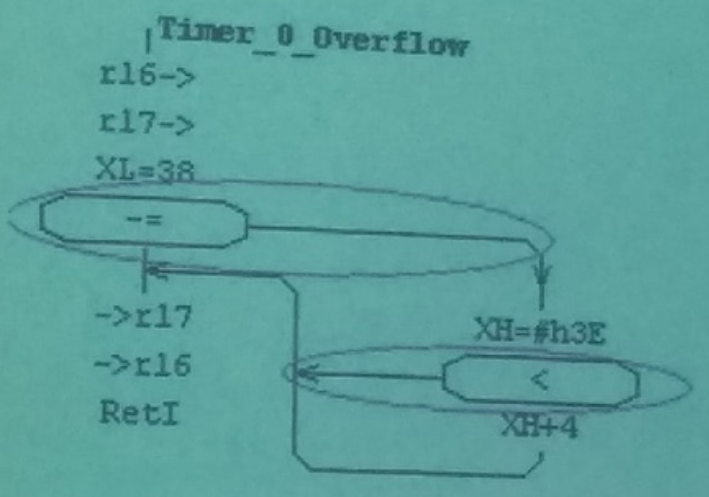 Timer_0_Overflow
r16->
r17->
XL=38
-=
->r17
->r16
RetI
XH=#h3E
<
XH+4